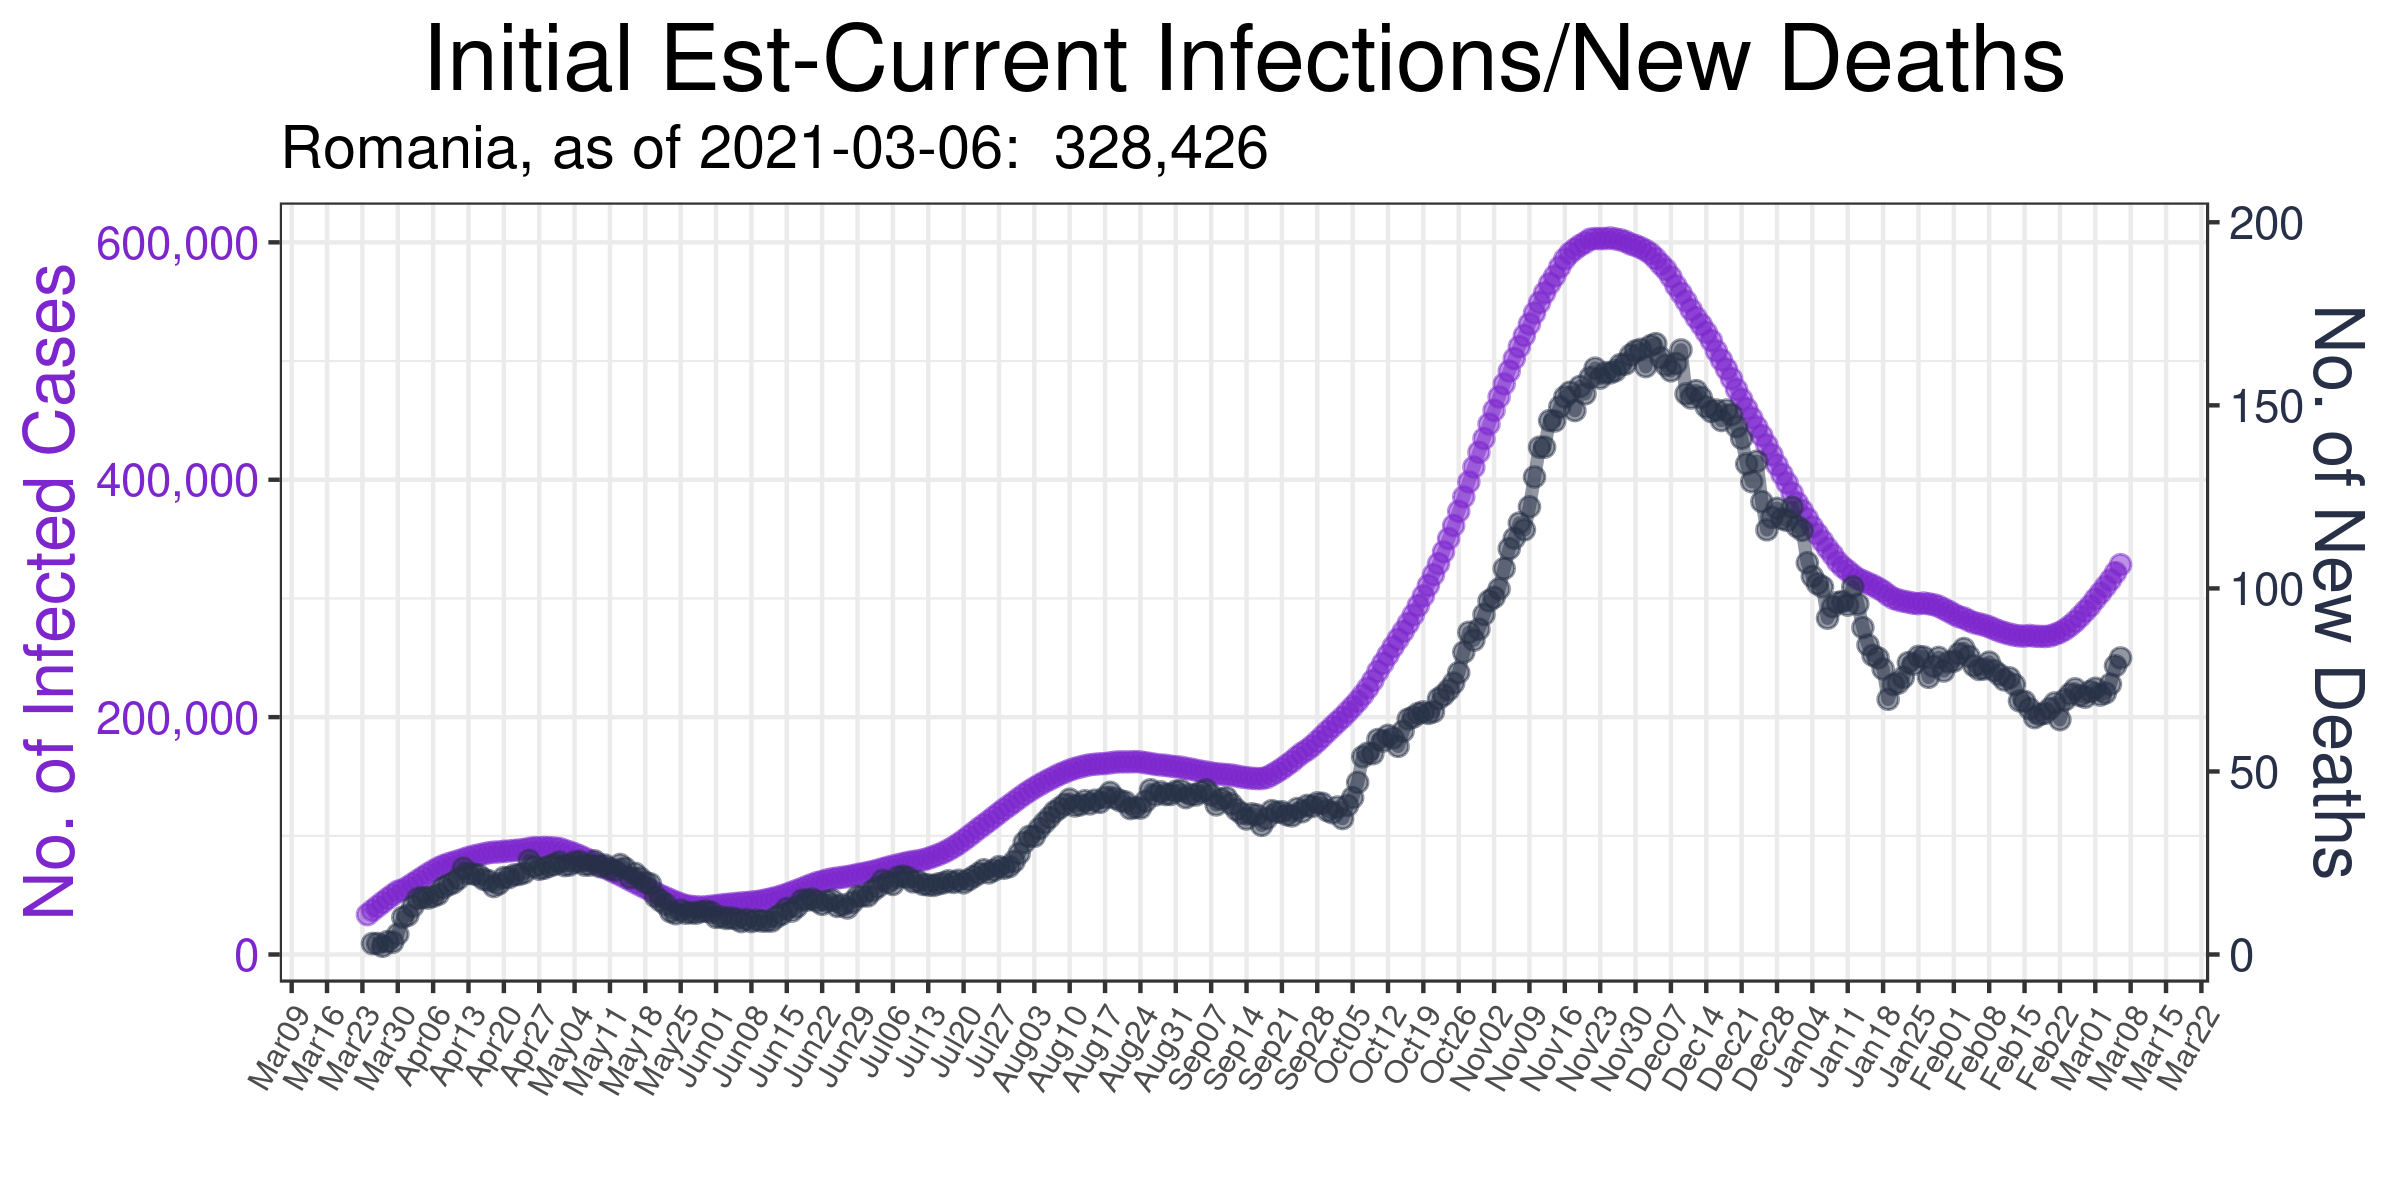 Initial Est-Current Infections/New Deaths
Romania, as of 2021-03-06:  328,426
No. of Infected Cases
600,000
400,000
200,000
0
200
150
100
50
0
No. of New Deaths
Mar09
Mar16
Mar23
Mar30
Apr06
Apr13
Apr20
Apr27
May04
May11
May18
May25
Jun01
Jun08
Jun15
Jun22
Jun29
Jul06
Jul13
Jul20
Jul27
Aug03
Aug10
Aug17
Aug24
Aug31
Sep07
Sep14
Sep21
Sep28
Oct05
Oct12
Oct19
Oct26
Nov02
Nov09
Nov16
Nov23
Nov30
Dec07
Dec14
Dec21
Dec28
Dec04
Jan11
Jan18
Jan25
Feb01
Feb08
Feb15
Feb22
Mar01
Mar08
Mar15
Mar22